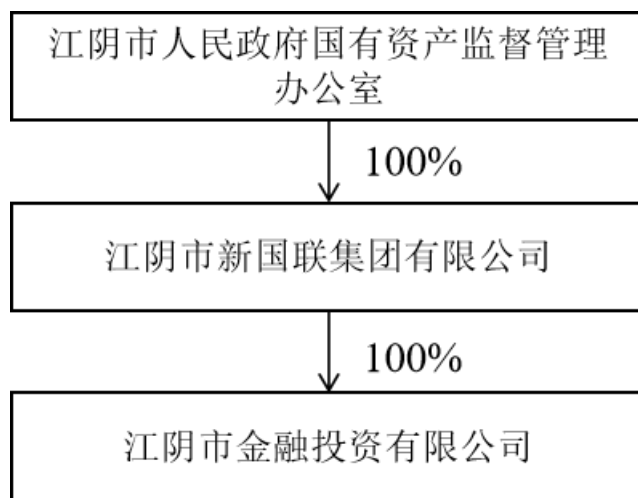 江阴市人民政府国有资产监督管理
办公室
100%
江阴市新国联集团有限公司
100%
江阴市金融投资有限公司